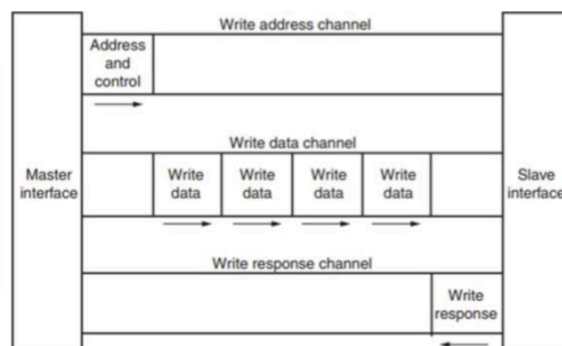 Write address channel
Address
and
control
Write data channel
Master
interface
Write
data
Write
data
Write
data
Write
data
Slave
interface
Write response channel
Write
response